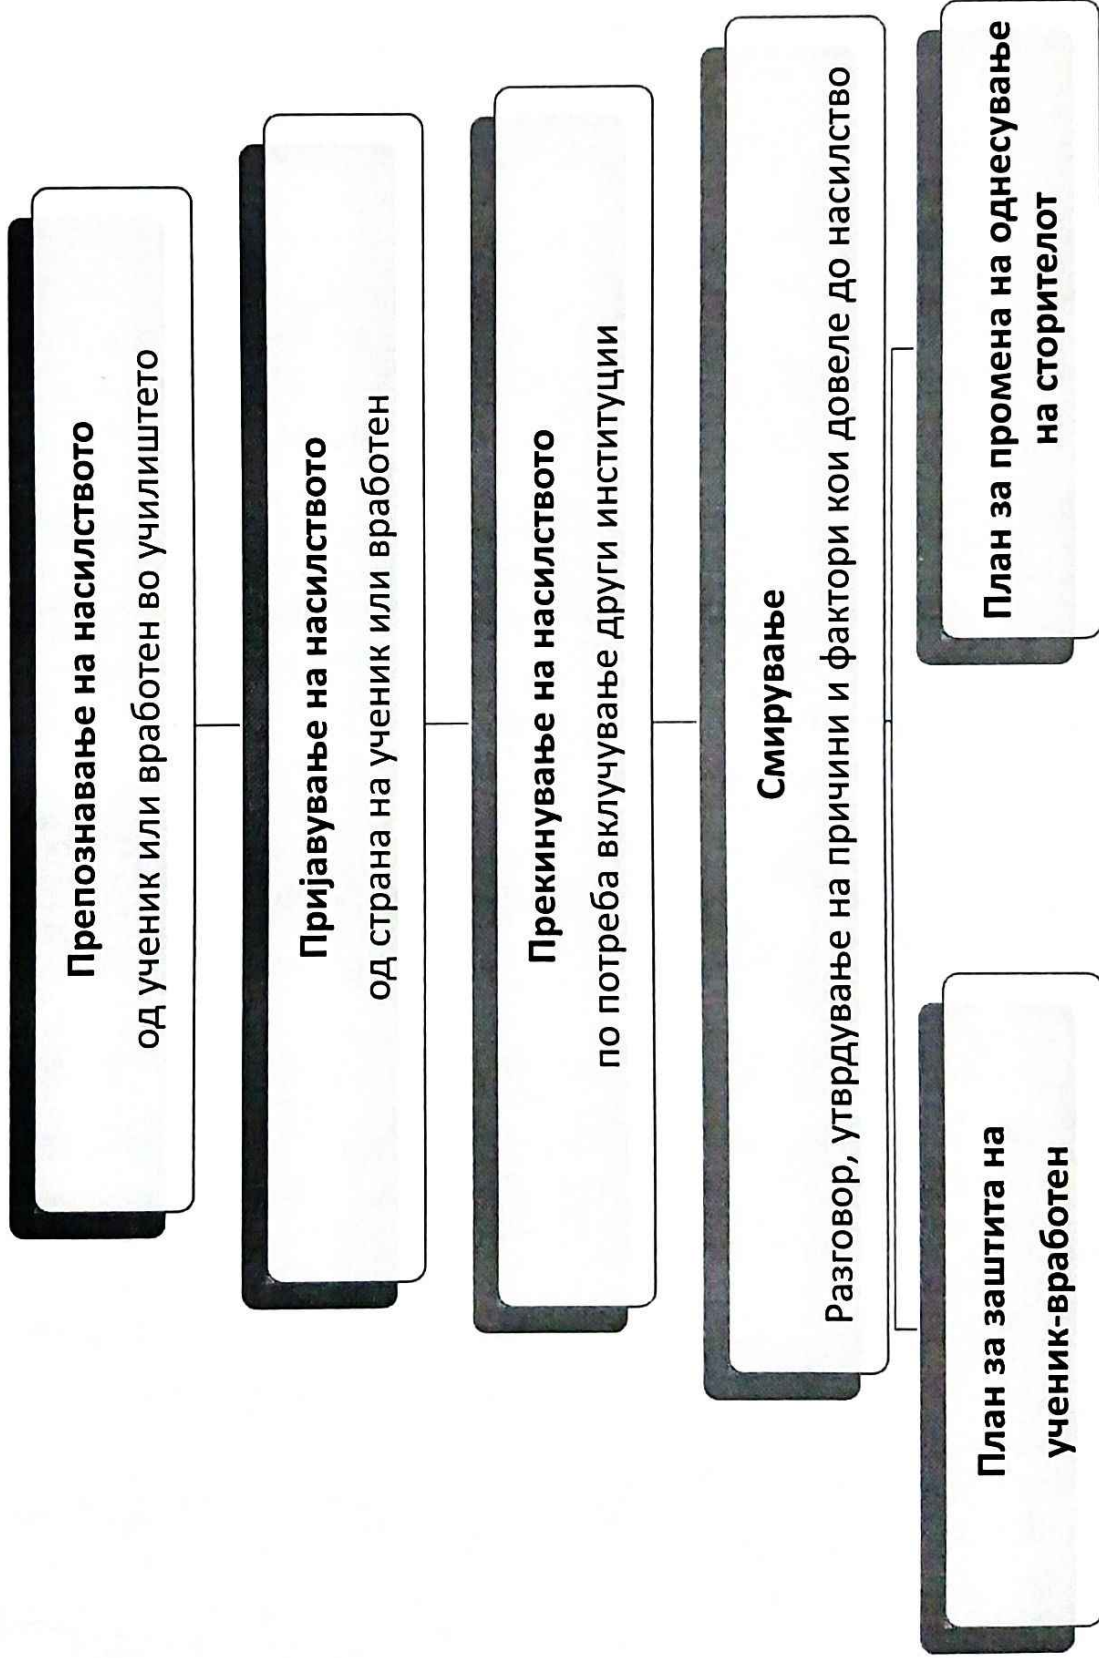 Препознавање на насилството
од ученик или вработен во училиштето
Пријавување на насилството
од страна на ученик или вработен
Прекинување на насилството
по потреба вклучување други институции
Смирување
Разговор, утврдување на причини и фактори кои довеле до насилство
План за заштита на
ученик-вработен
План за промена на однесување
на сторителот